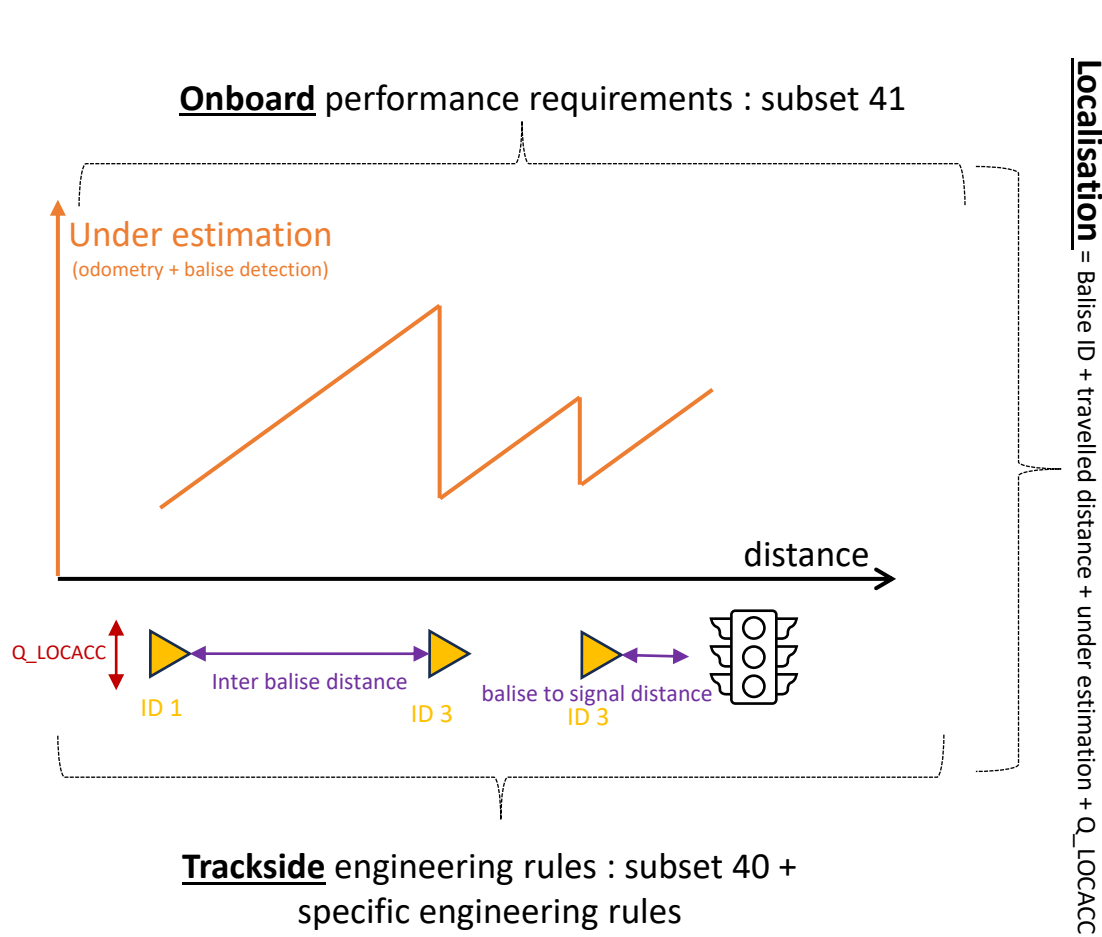 Onboard performance requirements : subset 41
Localisation = Balise ID + travelled distance + under estimation + Q_LOCACC
Under estimation
(odometry + balise detection)
distance
Q_LOCACC
Inter balise distance
balise to signal distance
ID 1
ID 3
ID 3
Trackside engineering rules : subset 40 +
specific engineering rules